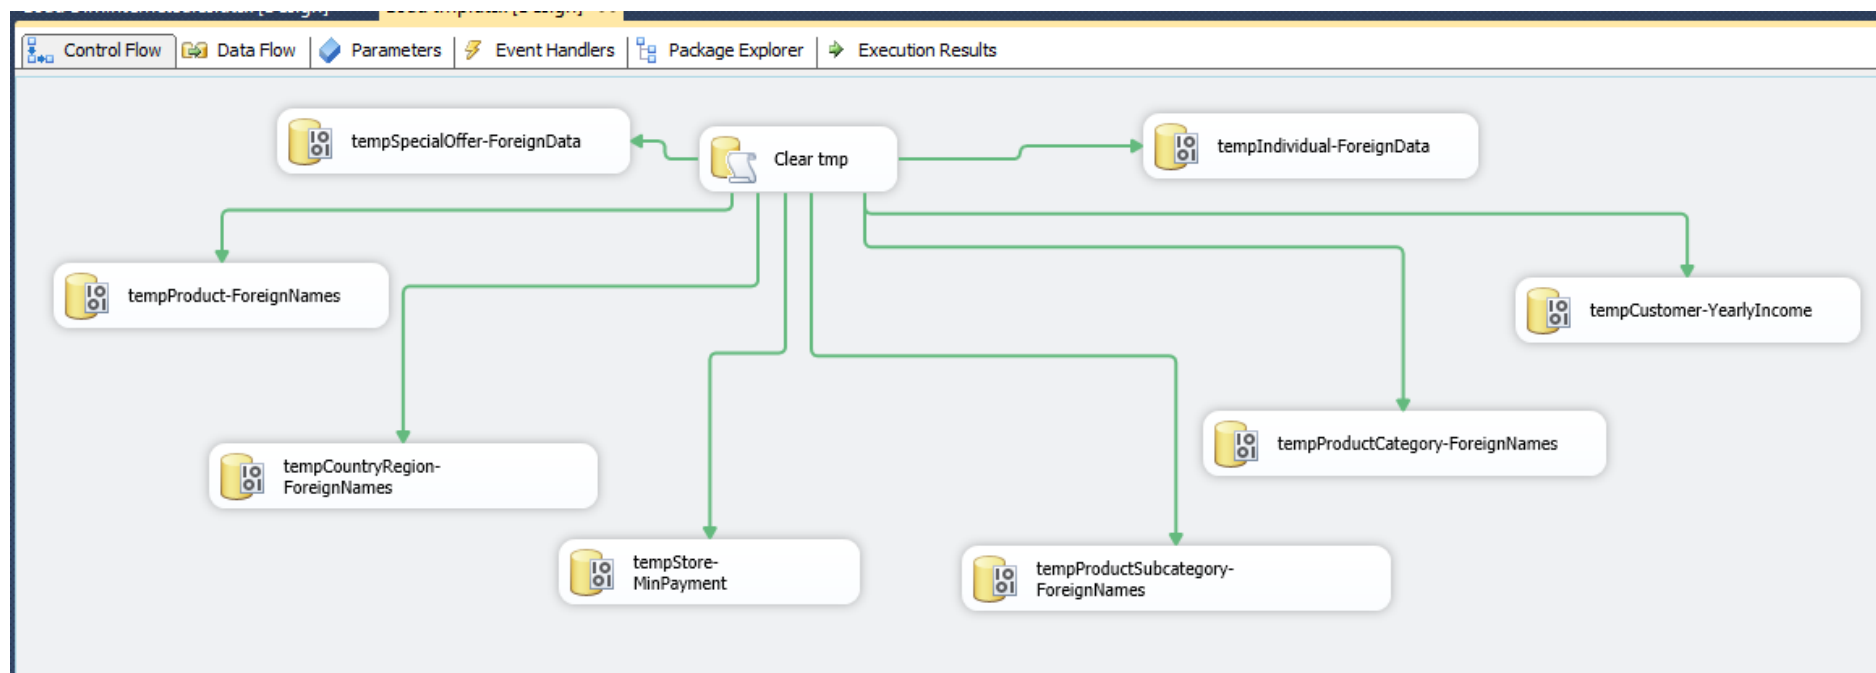 Control Flow
Data Flow
Parameters
Event Handlers
Package Explorer
Execution Results
tempSpecialOffer-ForeignData
Clear tmp
tempIndividual-ForeignData
tempProduct-ForeignNames
tempCustomer-YearlyIncome
tempCountryRegion-
ForeignNames
tempProductCategory-ForeignNames
tempStore-
MinPayment
tempProductSubcategory-
ForeignNames